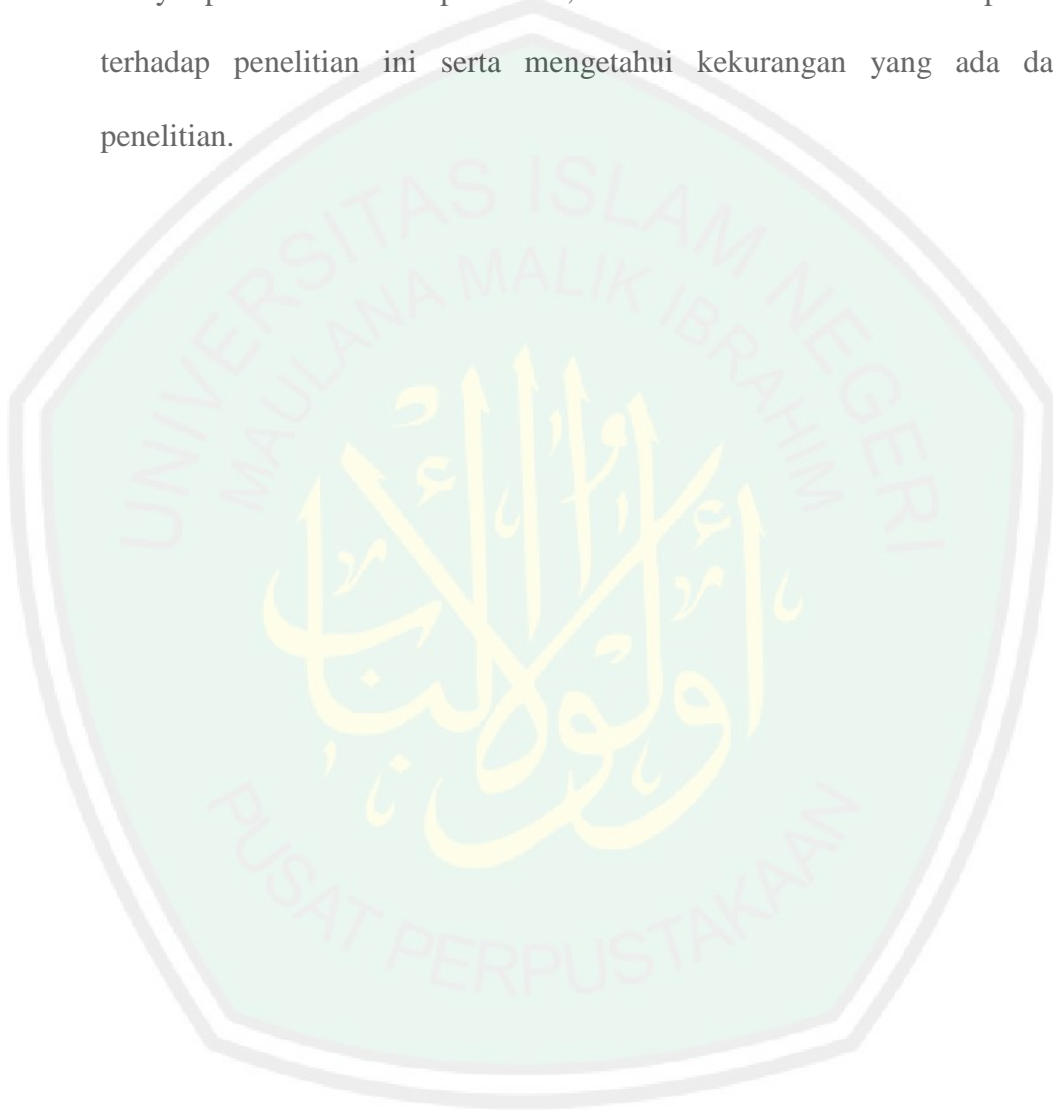 terhadap penelitian ini serta mengetahui kekurangan yang ada da
penelitian.
UNIVERSITAS ISLAM NEGERI
MAULANA MALIK IBRAHIM
أولوا الألباب
PUSAT PERPUSTAKAAN